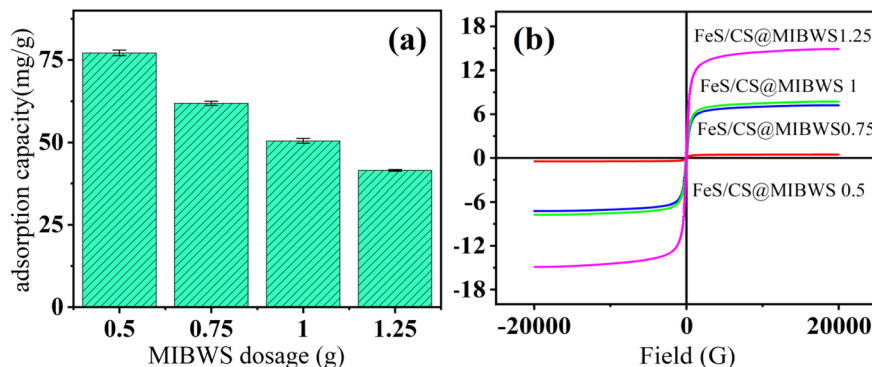 (a)
adsorption capacity(mg/g)
75
50
25
0
0.5 0.75 1 1.25
MIBWS dosage (g)
(b)
18
12
6
0
-6
-12
-18
FeS/CS@MIBWS1.25
FeS/CS@MIBWS 1
FeS/CS@MIBWS0.75
FeS/CS@MIBWS 0.5
-20000 0 20000
Field (G)